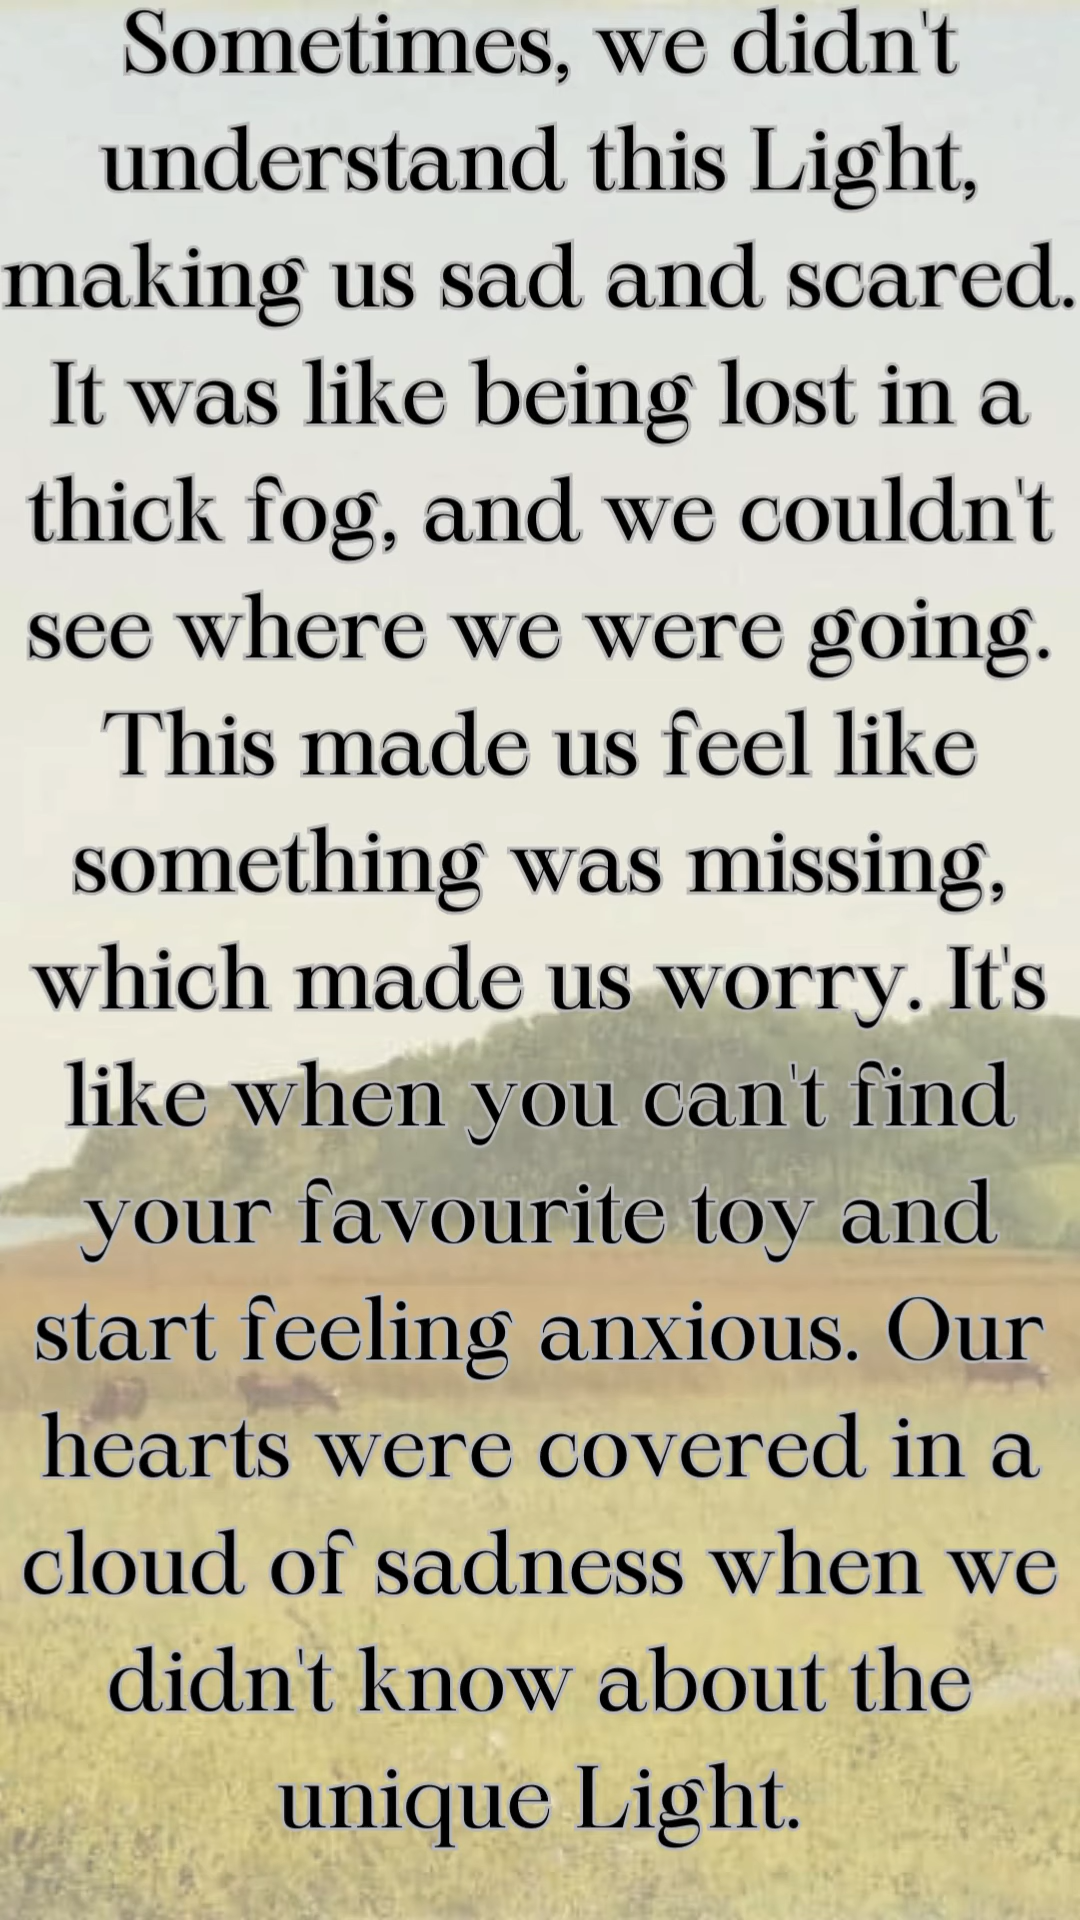 Sometimes, we didn't
understand this Light,
making us sad and scared.
It was like being lost in a
thick fog, and we couldn't
see where we were going.
This made us feel like
something was missing,
which made us worry. It's
like when you can't find
your favourite toy and
start feeling anxious. Our
hearts were covered in a
cloud of sadness when we
didn't know about the
unique Light.